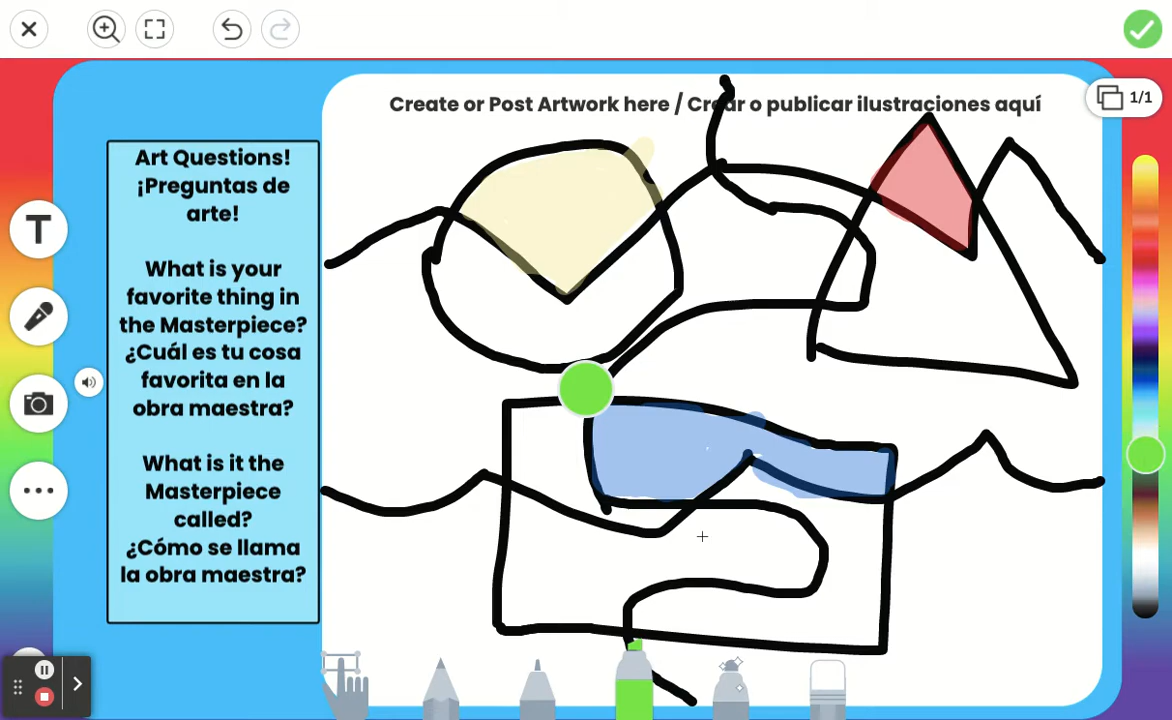 1/1
Create or Post Artwork here / Crear o publicar ilustraciones aquí
Art Questions!
¡Preguntas de
arte!
What is your
favorite thing in
the Masterpiece?
¿Cuál es tu cosa
favorita en la
obra maestra?
What is it the
Masterpiece
called?
¿Cómo se llama
la obra maestra?
T